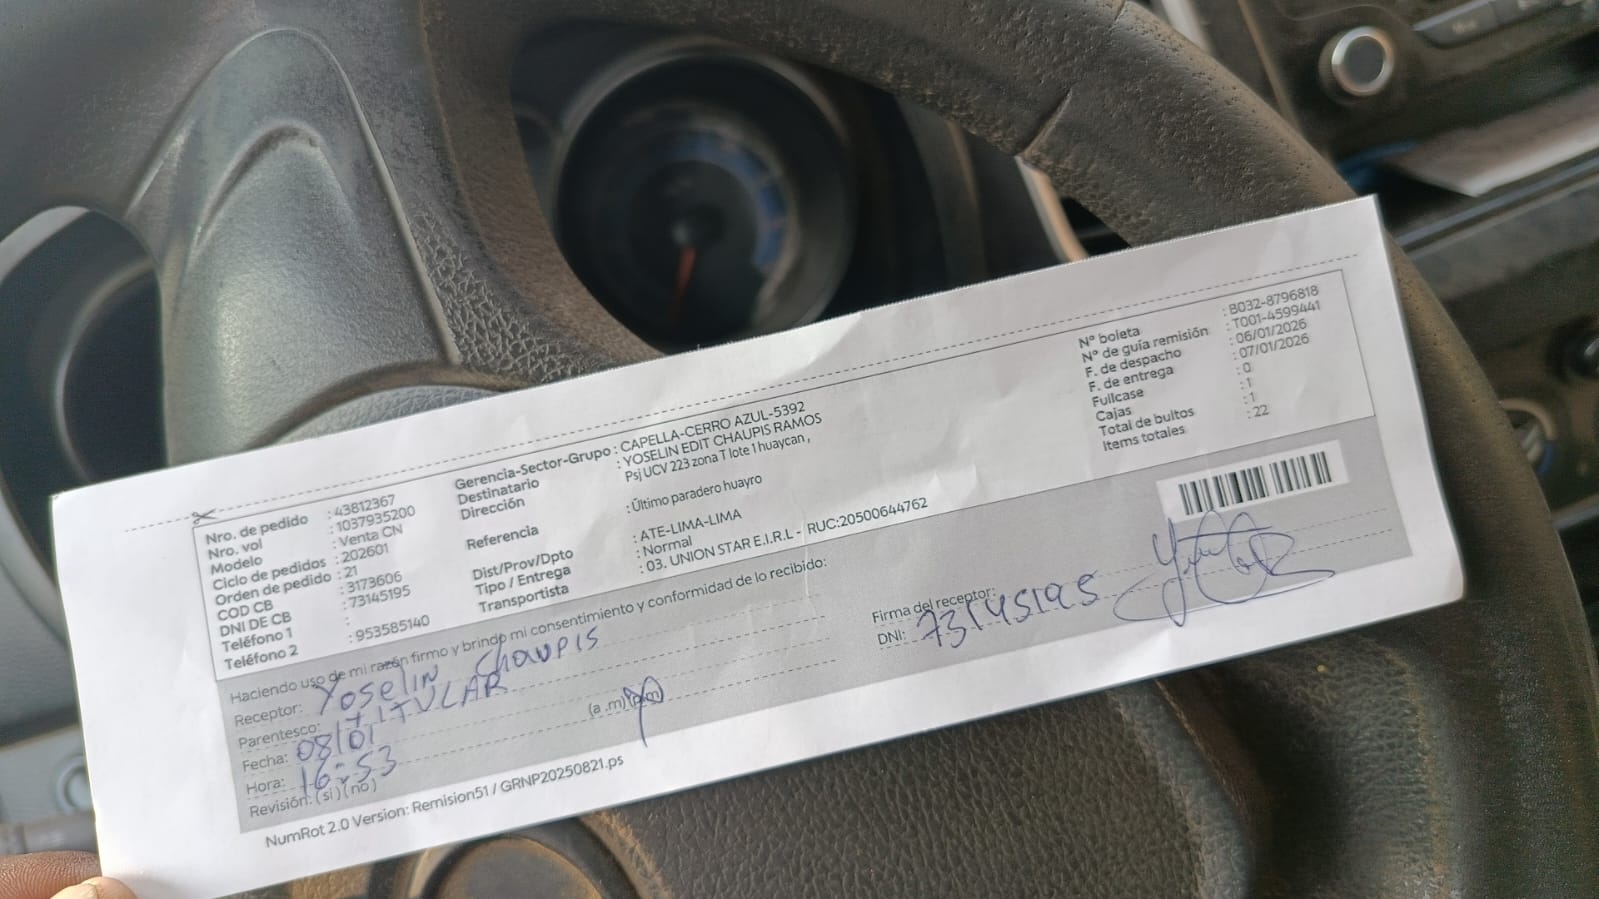 Nro. de pedido : 43812367
Nro. vol : 1037935200
Modelo : Venta CN
Ciclo de pedidos : 202601
Orden de pedido : 21
COD CB : 3173606
DNI DE CB : 73145195
Teléfono 1
Teléfono 2 : 953585140
Gerencia-Sector-Grupo : CAPELLA-CERRO AZUL-5392
Destinatario : YOSELIN EDIT CHAUPIS RAMOS
Dirección Psj UCV 223 zona T lote 1 huaycan ,
Referencia : Último paradero huayro
Dist/Prov/Dpto : ATE-LIMA-LIMA
Tipo / Entrega : Normal
Transportista : 03. UNION STAR E.I.R.L - RUC:20500644762
Nº boleta : B032-8796818
Nº de guía remisión : T001-4599441
F. de despacho : 06/01/2026
F. de entrega : 07/01/2026
Fullcase : 0
Cajas : 1
Total de bultos : 1
Items totales : 22
Haciendo uso de mi razón firmo y brindo mi consentimiento y conformidad de lo recibido:
Receptor: Yoselin Chaupis
Parentesco: TITULAR
Fecha: 08/01
Hora: 16:53 (a .m) (p.m)
Revisión: (si) (no)
Firma del receptor:
DNI: 73145195
NumRot 2.0 Version: Remision51 / GRNP20250821.ps